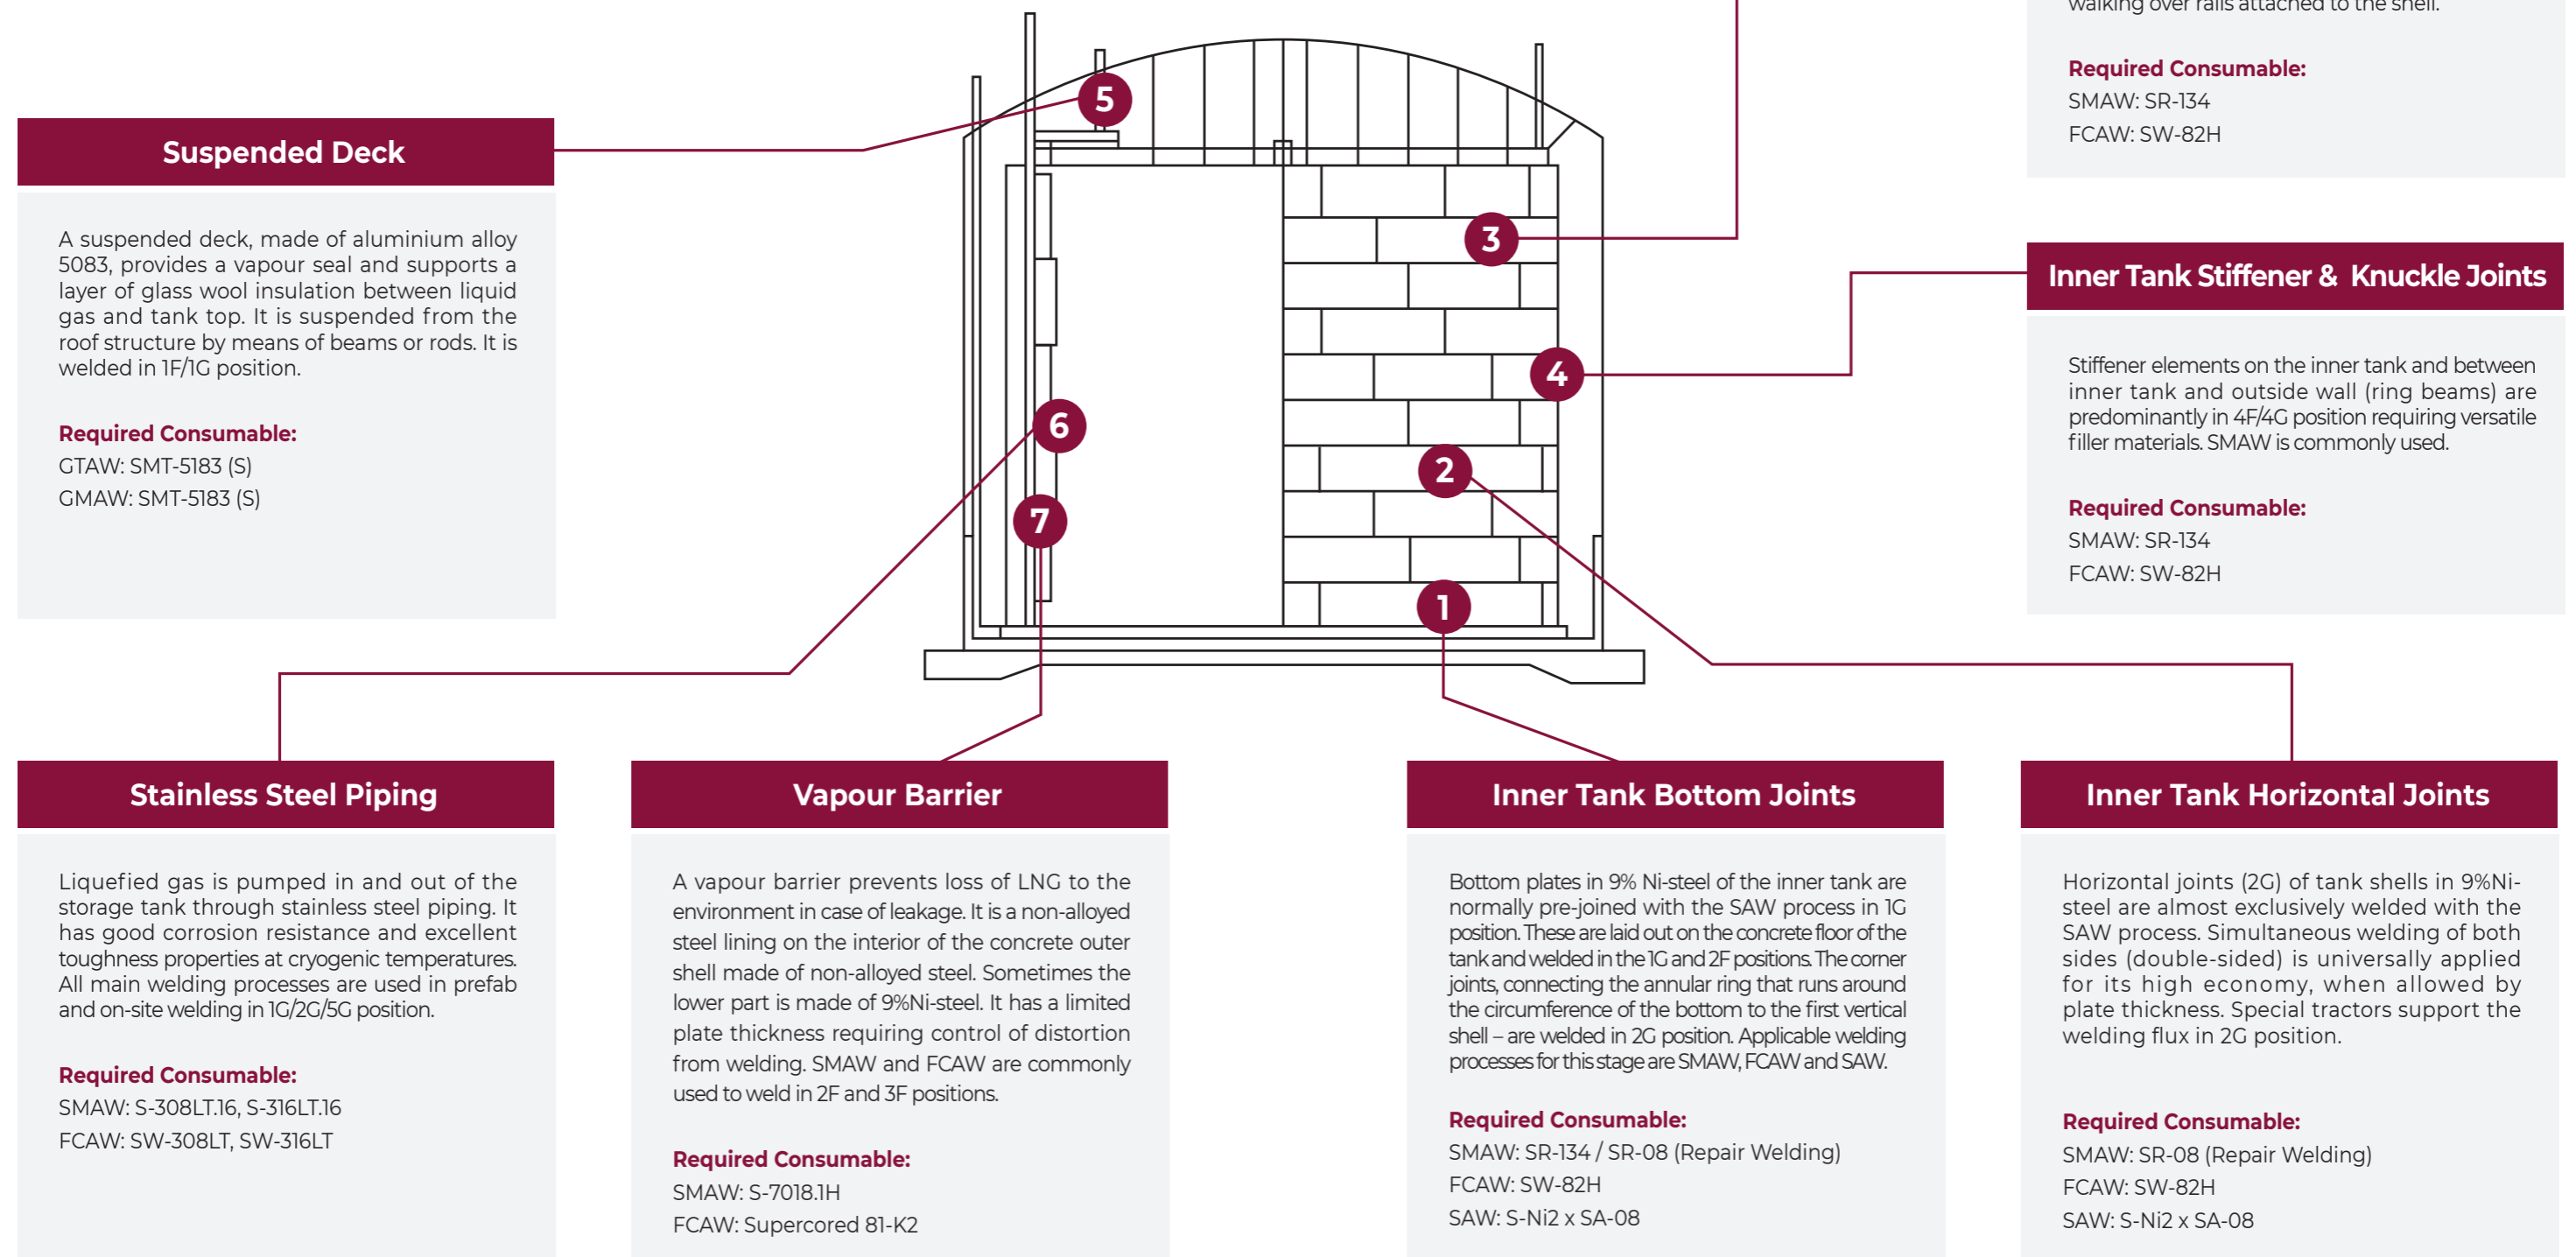 walking over rails attached to the shell.
Required Consumable:
SMAW: SR-134
FCAW: SW-82H
5
Suspended Deck
A suspended deck, made of aluminium alloy
5083, provides a vapour seal and supports a
layer of glass wool insulation between liquid
gas and tank top. It is suspended from the
roof structure by means of beams or rods. It is
welded in 1F/1G position.
Required Consumable:
GTAW: SMT-5183 (S)
GMAW: SMT-5183 (S)
3
4
6
2
7
1
Inner Tank Stiffener & Knuckle Joints
Stiffener elements on the inner tank and between
inner tank and outside wall (ring beams) are
predominantly in 4F/4G position requiring versatile
filler materials. SMAW is commonly used.
Required Consumable:
SMAW: SR-134
FCAW: SW-82H
Stainless Steel Piping
Liquefied gas is pumped in and out of the
storage tank through stainless steel piping. It
has good corrosion resistance and excellent
toughness properties at cryogenic temperatures.
All main welding processes are used in prefab
and on-site welding in 1G/2G/5G position.
Required Consumable:
SMAW: S-308LT.16, S-316LT.16
FCAW: SW-308LT, SW-316LT
Vapour Barrier
A vapour barrier prevents loss of LNG to the
environment in case of leakage. It is a non-alloyed
steel lining on the interior of the concrete outer
shell made of non-alloyed steel. Sometimes the
lower part is made of 9%Ni-steel. It has a limited
plate thickness requiring control of distortion
from welding. SMAW and FCAW are commonly
used to weld in 2F and 3F positions.
Required Consumable:
SMAW: S-7018.1H
FCAW: Supercored 81-K2
Inner Tank Bottom Joints
Bottom plates in 9% Ni-steel of the inner tank are
normally pre-joined with the SAW process in 1G
position. These are laid out on the concrete floor of the
tank and welded in the 1G and 2F positions. The corner
joints, connecting the annular ring that runs around
the circumference of the bottom to the first vertical
shell – are welded in 2G position. Applicable welding
processes for this stage are SMAW, FCAW and SAW.
Required Consumable:
SMAW: SR-134 / SR-08 (Repair Welding)
FCAW: SW-82H
SAW: S-Ni2 x SA-08
Inner Tank Horizontal Joints
Horizontal joints (2G) of tank shells in 9%Ni-
steel are almost exclusively welded with the
SAW process. Simultaneous welding of both
sides (double-sided) is universally applied
for its high economy, when allowed by
plate thickness. Special tractors support the
welding flux in 2G position.
Required Consumable:
SMAW: SR-08 (Repair Welding)
FCAW: SW-82H
SAW: S-Ni2 x SA-08